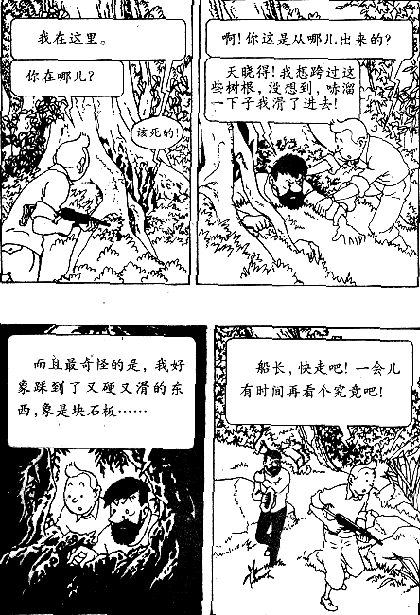 我在这里。
你在哪儿？
该死的！
啊！你这是从哪儿出来的？
天晓得！我想跨过这
些树根，没想到，哧溜
一下子我滑了进去！
而且最奇怪的是，我好
象踩到了又硬又滑的东
西，象是块石板……
船长，快走吧！一会儿
有时间再看个究竟吧！